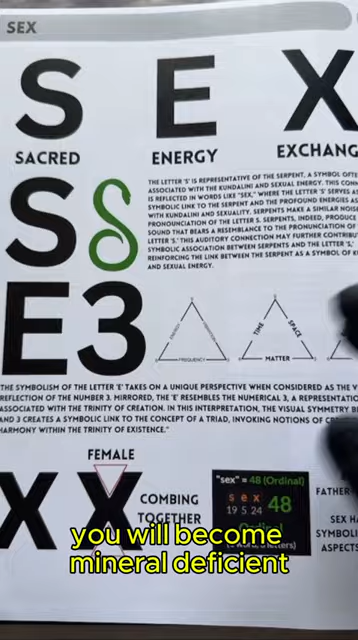 SEX
S E X
SACRED ENERGY EXCHANG
S
THE LETTER 'S' IS REPRESENTATIVE OF THE SERPENT, A SYMBOL OFTE
ASSOCIATED WITH THE KUNDALINI AND SEXUAL ENERGY. THIS CON
IS REFLECTED IN WORDS LIKE "SEX," WHERE THE LETTER 'S' SERVES AS
SYMBOLIC LINK TO THE SERPENT AND THE PROFOUND ENERGIES AS
WITH KUNDALINI AND SEXUALITY. SERPENTS MAKE A SIMILAR NOISE
PRONOUNCIATION OF THE LETTER S. SERPENTS, INDEED, PRODUCE
SOUND THAT BEARS A RESEMBLANCE TO THE PRONUNCIATION OF
LETTER 'S.' THIS AUDITORY CONNECTION MAY FURTHER CONTRIBU
SYMBOLIC ASSOCIATION BETWEEN SERPENTS AND THE LETTER 'S,'
REINFORCING THE LINK BETWEEN THE SERPENT AS A SYMBOL OF K
AND SEXUAL ENERGY.
E3
ENERGY
FREQUENCY
TIME SPACE
MATTER
THE SYMBOLISM OF THE LETTER 'E' TAKES ON A UNIQUE PERSPECTIVE WHEN CONSIDERED AS THE
REFLECTION OF THE NUMBER 3. MIRRORED, THE 'E' RESEMBLES THE NUMERICAL 3, A REPRESENTATIO
ASSOCIATED WITH THE TRINITY OF CREATION. IN THIS INTERPRETATION, THE VISUAL SYMMETRY BE
AND 3 CREATES A SYMBOLIC LINK TO THE CONCEPT OF A TRIAD, INVOKING NOTIONS OF
HARMONY WITHIN THE TRINITY OF EXISTENCE."
FEMALE
X X
COMBING
TOGETHER
"sex" = 48 (Ordinal)
s e x
19 5 24
48
Ordinal
FATHER
SEX HA
SYMBOLI
ASPECTS
you will become
mineral deficient